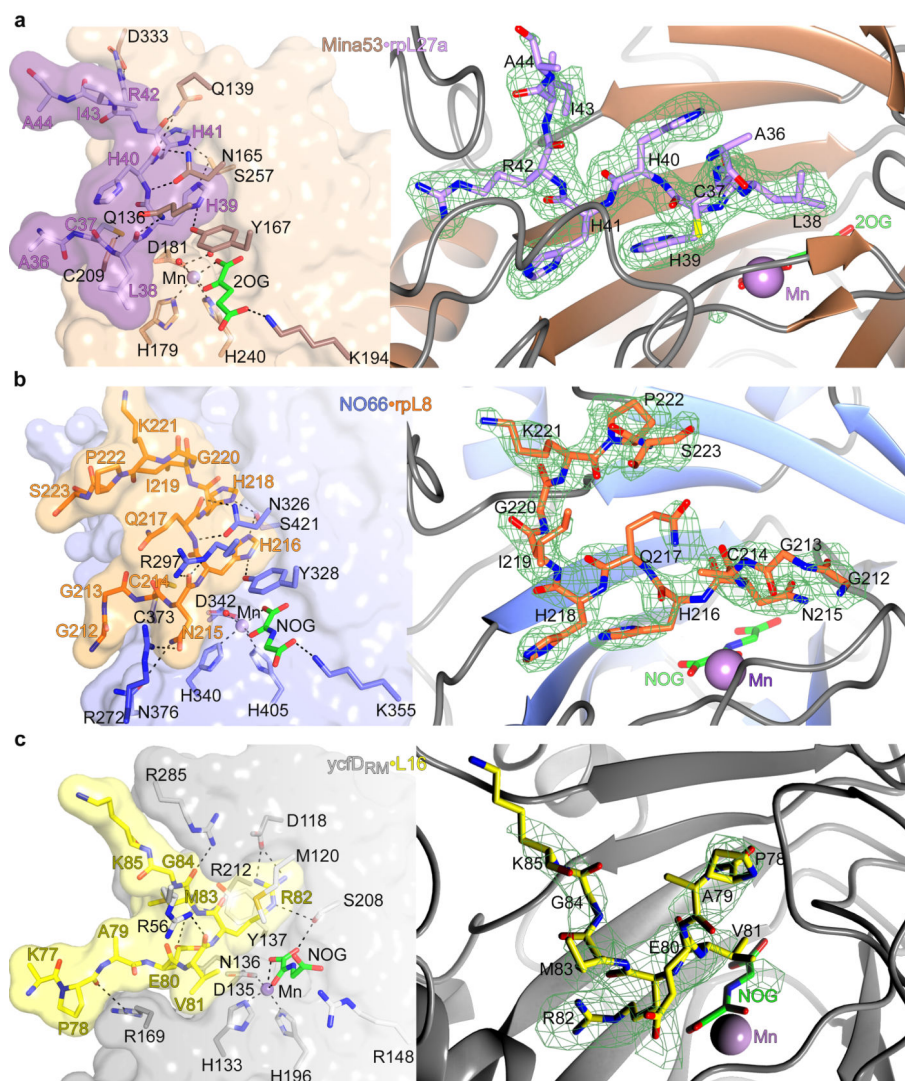 a
D333
Mina53•rpL27a
Q139
R42
I43
A44
H41
H40
N165
S257
H39
C37
Q136
Y167
D181
A36
C209
Mn
2OG
L38
H179
H240
K194
A44
I43
A36
R42
H40
C37
H41
L38
2OG
H39
Mn
b
K221
NO66•rpL8
P222
G220
S223
I219
H218
N326
Q217
S421
H216
R297
Y328
G213
C214
D342
Mn
NOG
G212
C373
N215
H340
R272
N376
H405
K355
P222
K221
S223
G220
I219
Q217
C214
G213
G212
H218
H216
N215
NOG
Mn
c
ycfDRM•L16
R285
D118
K85
G84
R212
M120
M83
R82
S208
A79
R56
K77
Y137
NOG
N136
E80
D135
Mn
V81
P78
R169
H133
H196
R148
K85
P78
G84
A79
E80
V81
M83
NOG
R82
Mn